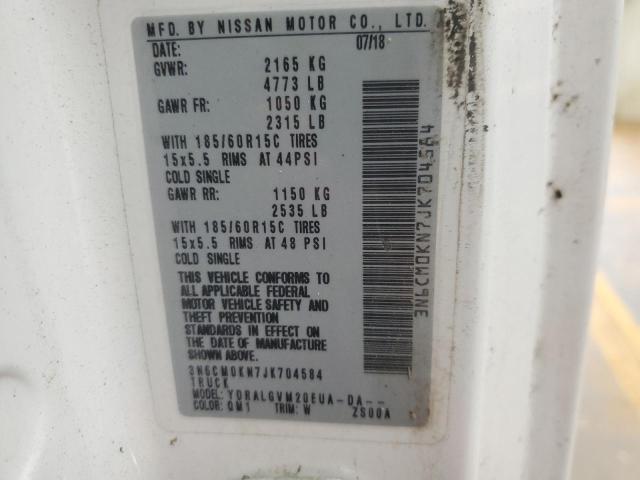 MFD. BY NISSAN MOTOR CO., LTD.
DATE: 07/18
GVWR: 2165 KG
4773 LB
GAWR FR: 1050 KG
2315 LB
WITH 185/60R15C TIRES
15x5.5 RIMS AT 44PSI
COLD SINGLE
GAWR RR: 1150 KG
2535 LB
WITH 185/60R15C TIRES
15x5.5 RIMS AT 48 PSI
COLD SINGLE
THIS VEHICLE CONFORMS TO
ALL APPLICABLE FEDERAL
MOTOR VEHICLE SAFETY AND
THEFT PREVENTION
STANDARDS IN EFFECT ON
THE DATE OF MANUFACTURE
SHOWN ABOVE.
3N6CM0KN7JK704584
TRUCK
MODEL: YDRALGVM20EUA-DA--
COLOR: QM1 TRIM: W ZS00A
3N6CM0KN7JK704584